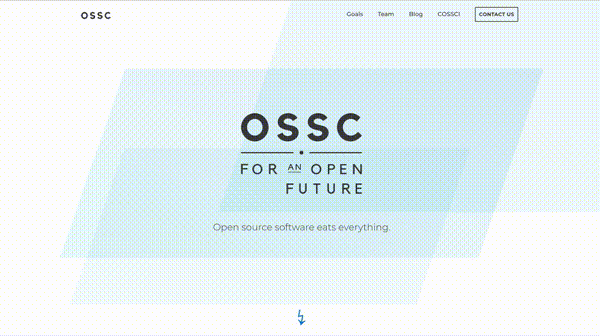 OSSC
Goals Team Blog COSSCI CONTACT US
OSSC
FOR AN OPEN
FUTURE
Open source software eats everything.